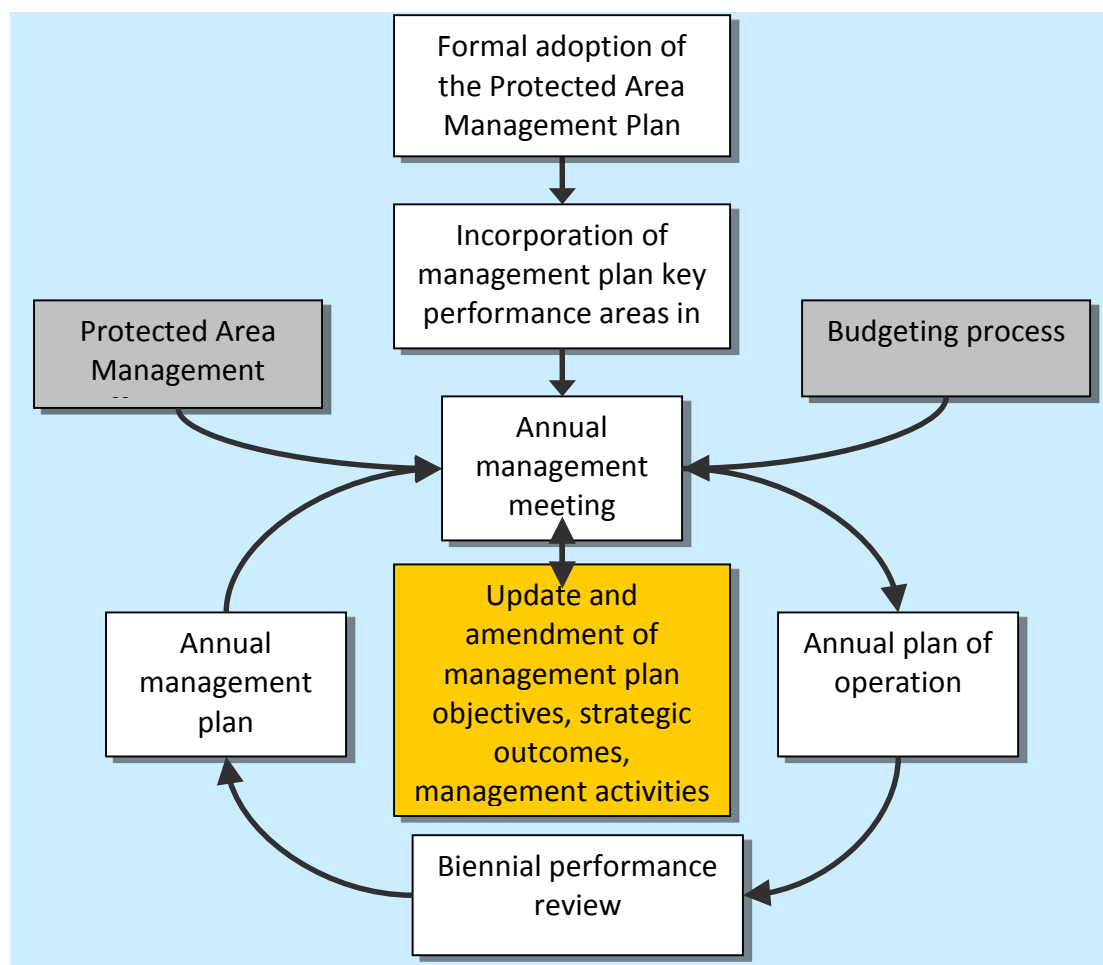 Formal adoption of
the Protected Area
Management Plan
Incorporation of
management plan key
performance areas in
Protected Area
Management
Budgeting process
Annual
management
meeting
Update and
amendment of
management plan
objectives, strategic
outcomes,
management activities
Annual
management
plan
Annual plan of
operation
Biennial performance
review